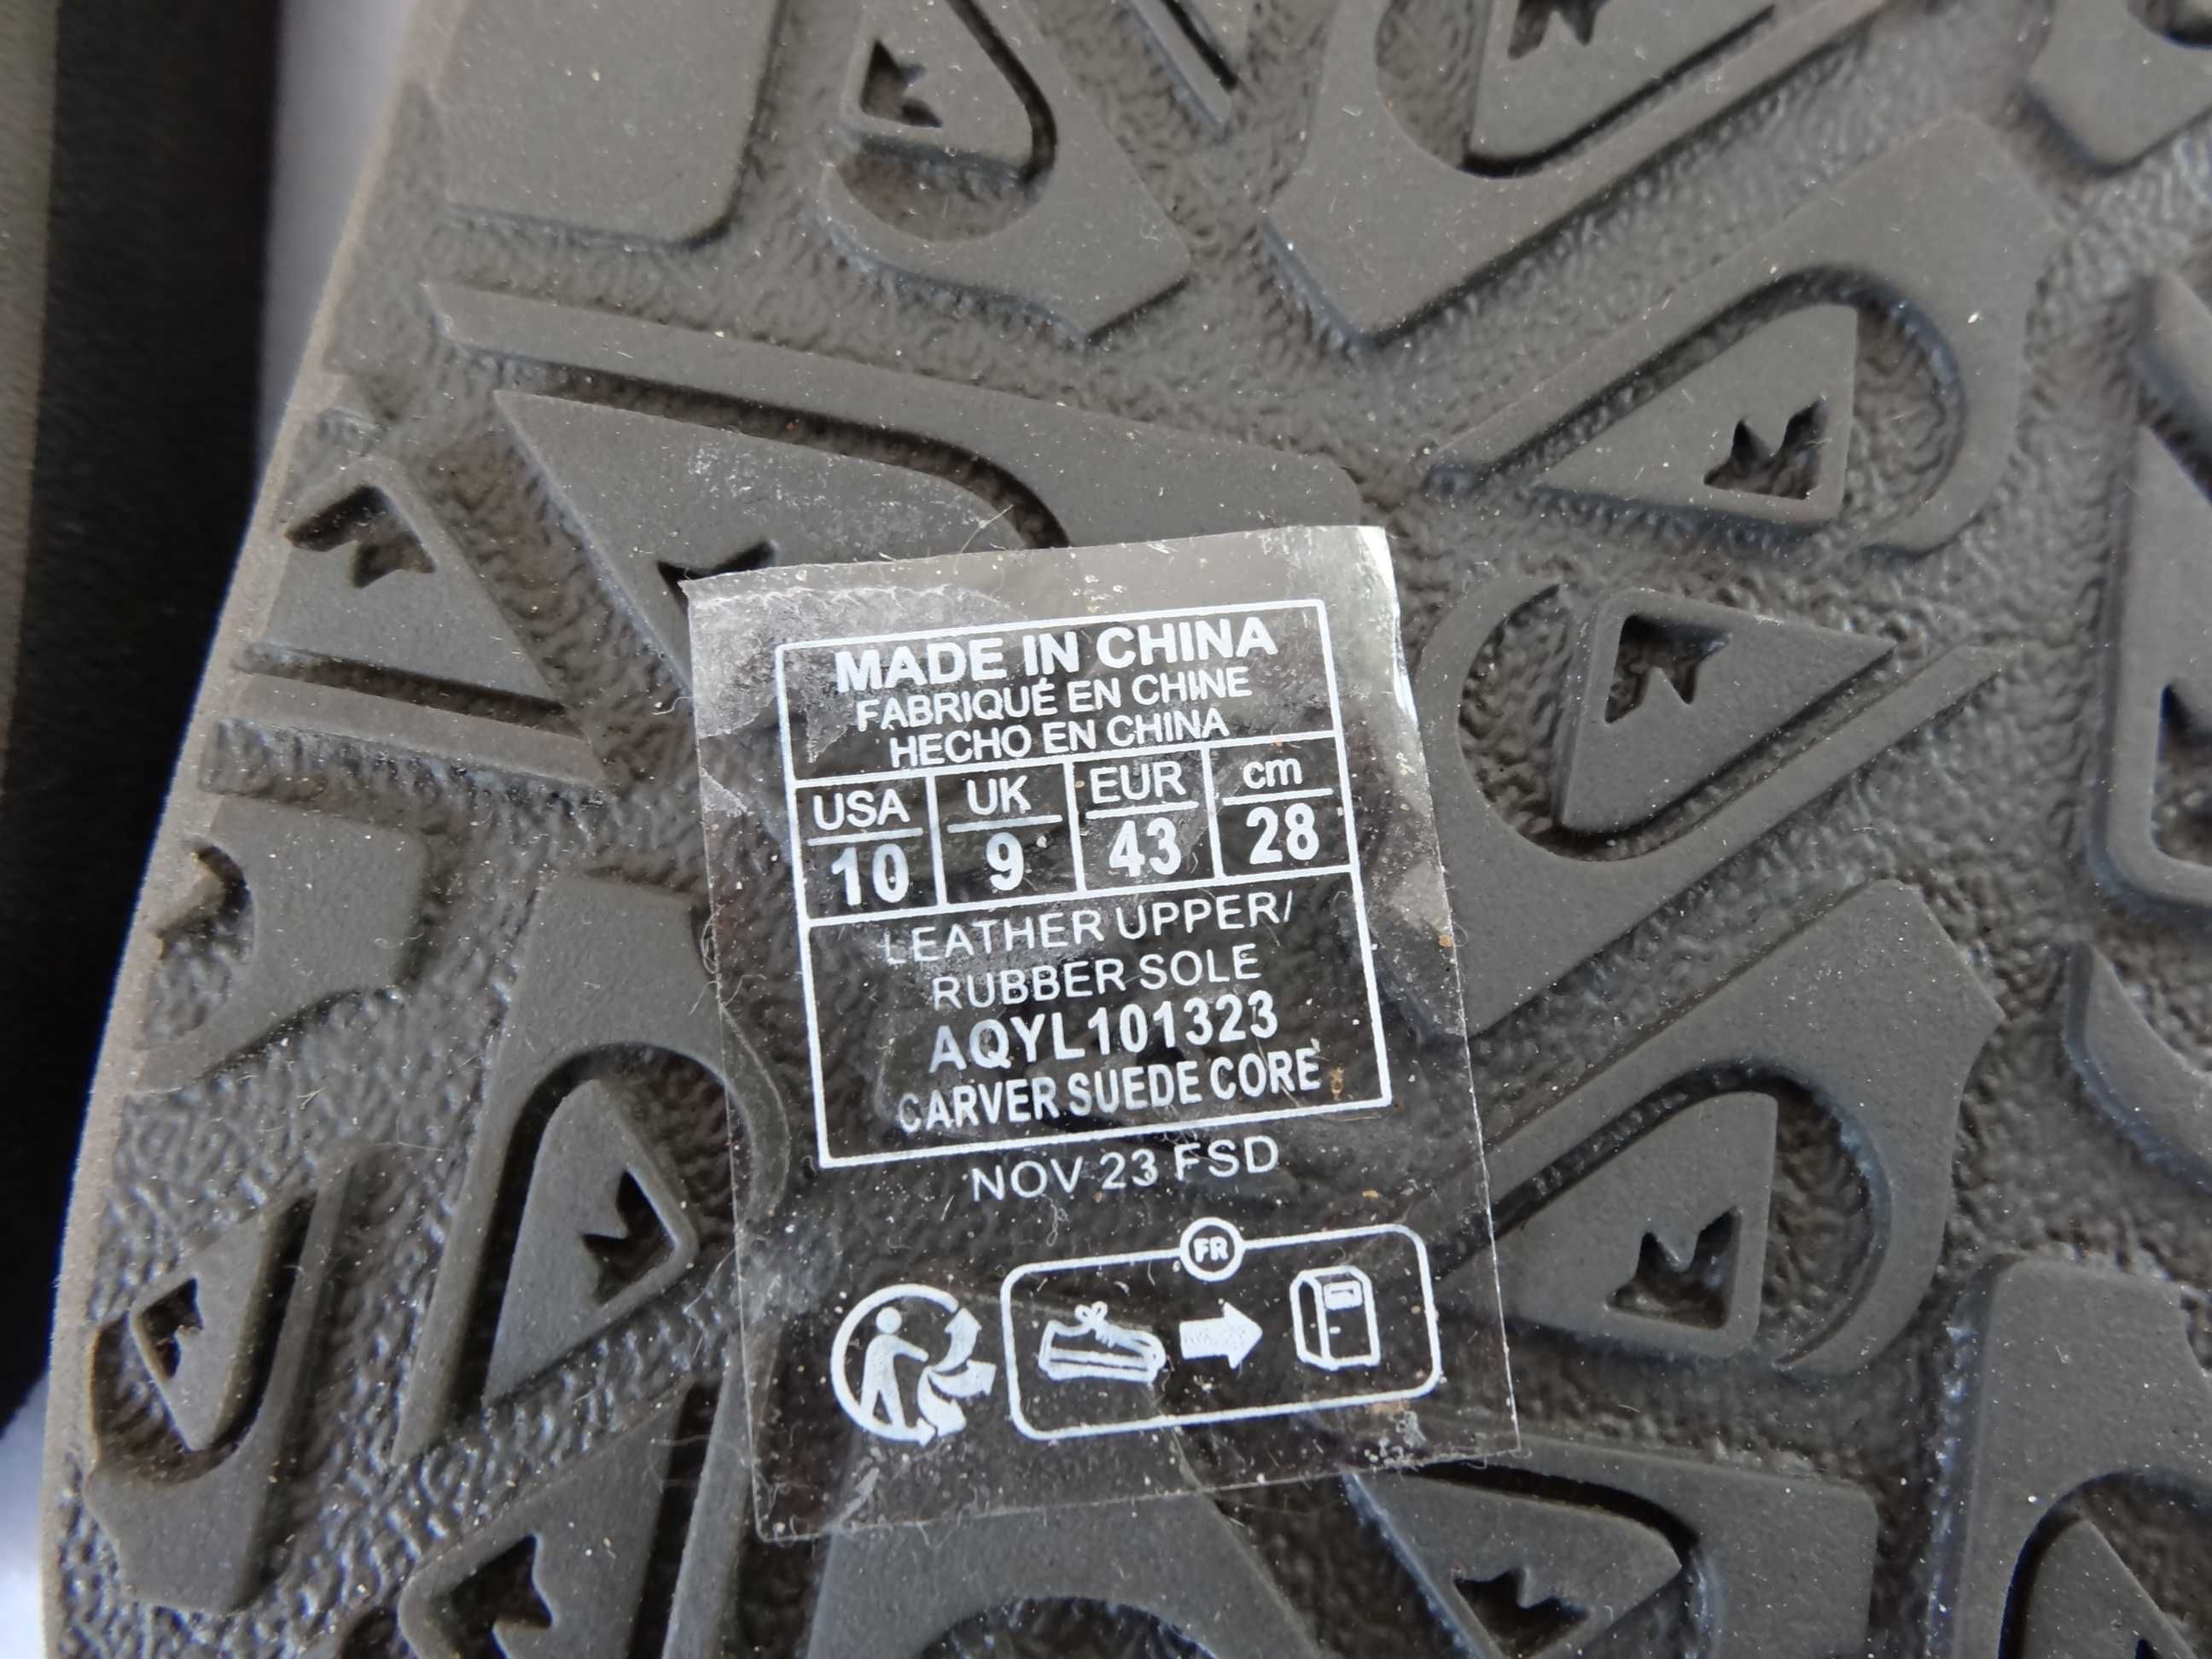 MADE IN CHINA
FABRIQUÉ EN CHINE
HECHO EN CHINA
USA UK EUR cm
10 9 43 28
LEATHER UPPER/
RUBBER SOLE
AQYL101323
CARVER SUEDE CORE
NOV 23 FSD
FR